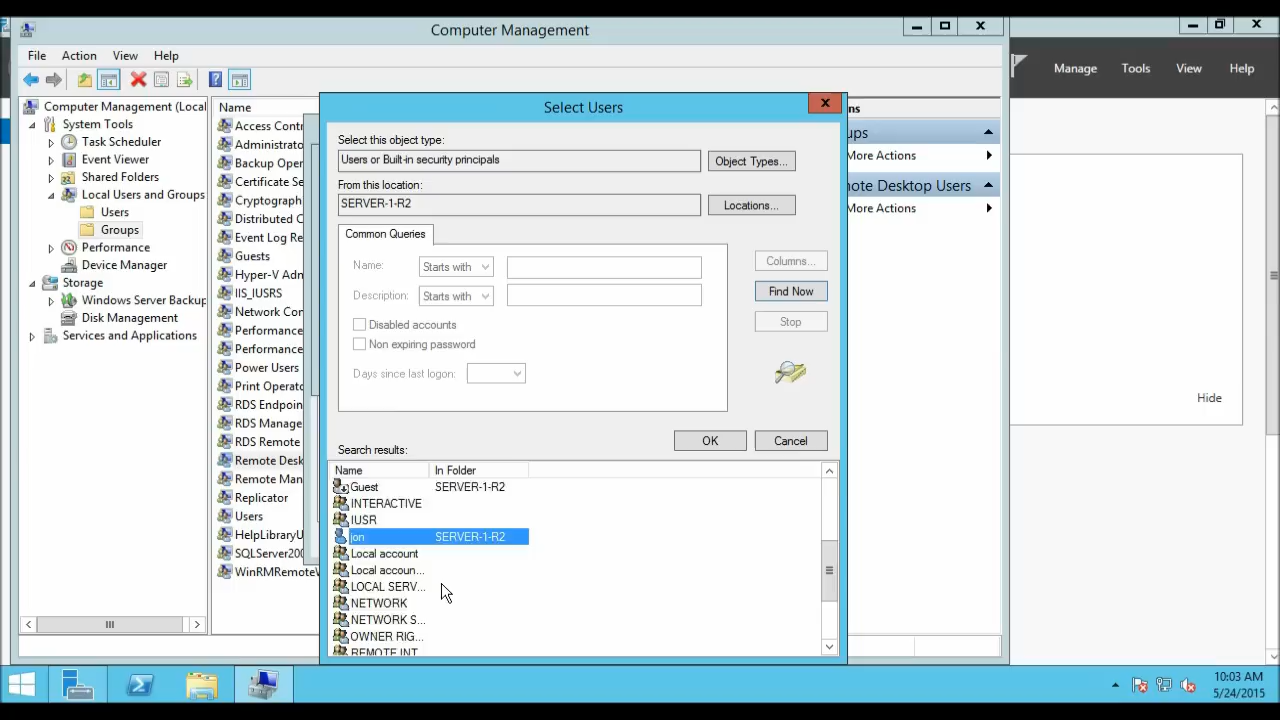 Computer Management
File Action View Help
Manage Tools View Help
Computer Management (Local
System Tools
Task Scheduler
Event Viewer
Shared Folders
Local Users and Groups
Users
Groups
Performance
Device Manager
Storage
Windows Server Backup
Disk Management
Services and Applications
Name
Access Contr
Administrato
Backup Oper
Certificate Se
Cryptograph
Distributed C
Event Log Re
Guests
Hyper-V Adn
IIS_IUSRS
Network Con
Performance
Performance
Power Users
Print Operato
RDS Endpoin
RDS Manage
RDS Remote
Remote Desk
Remote Man
Replicator
Users
HelpLibraryU
SQLServer200
WinRMRemoteW
Select Users
Select this object type:
Users or Built-in security principals
Object Types...
From this location:
SERVER-1-R2
Locations...
Common Queries
Name: Starts with
Description: Starts with
Disabled accounts
Non expiring password
Days since last logon:
Columns...
Find Now
Stop
OK Cancel
Search results:
Name In Folder
Guest SERVER-1-R2
INTERACTIVE
IUSR
jon SERVER-1-R2
Local account
Local accoun...
LOCAL SERV...
NETWORK
NETWORK S...
OWNER RIG...
REMOTE INT
ns
ups
More Actions
note Desktop Users
More Actions
Hide
10:03 AM
5/24/2015